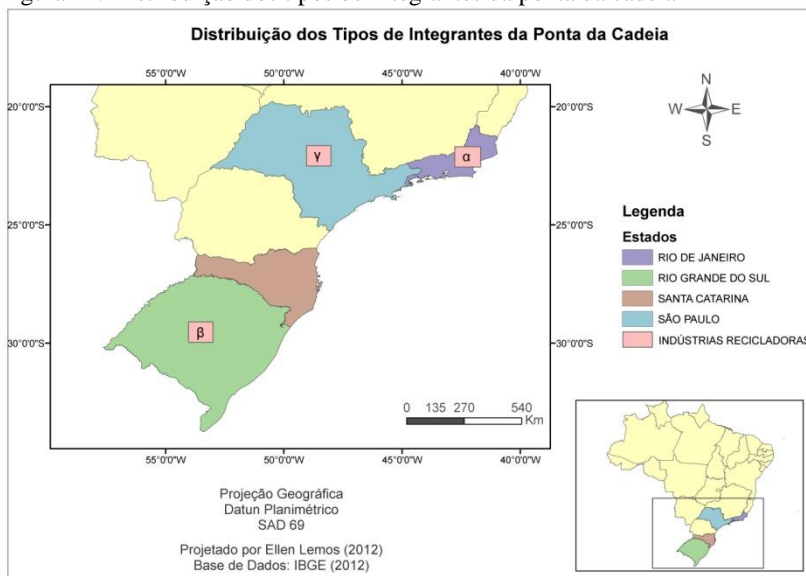 Distribuição dos Tipos de Integrantes da Ponta da Cadeia
55°0'0"W 50°0'0"W 45°0'0"W 40°0'0"W
20°0'0"S 20°0'0"S
25°0'0"S 25°0'0"S
30°0'0"S 30°0'0"S
γ
α
β
N
W E
S
Legenda
Estados
RIO DE JANEIRO
RIO GRANDE DO SUL
SANTA CATARINA
SÃO PAULO
INDÚSTRIAS RECICLADORAS
0 135 270 540
Km
55°0'0"W 50°0'0"W 45°0'0"W 40°0'0"W
Projeção Geográfica
Datun Planimétrico
SAD 69
Projetado por Ellen Lemos (2012)
Base de Dados: IBGE (2012)